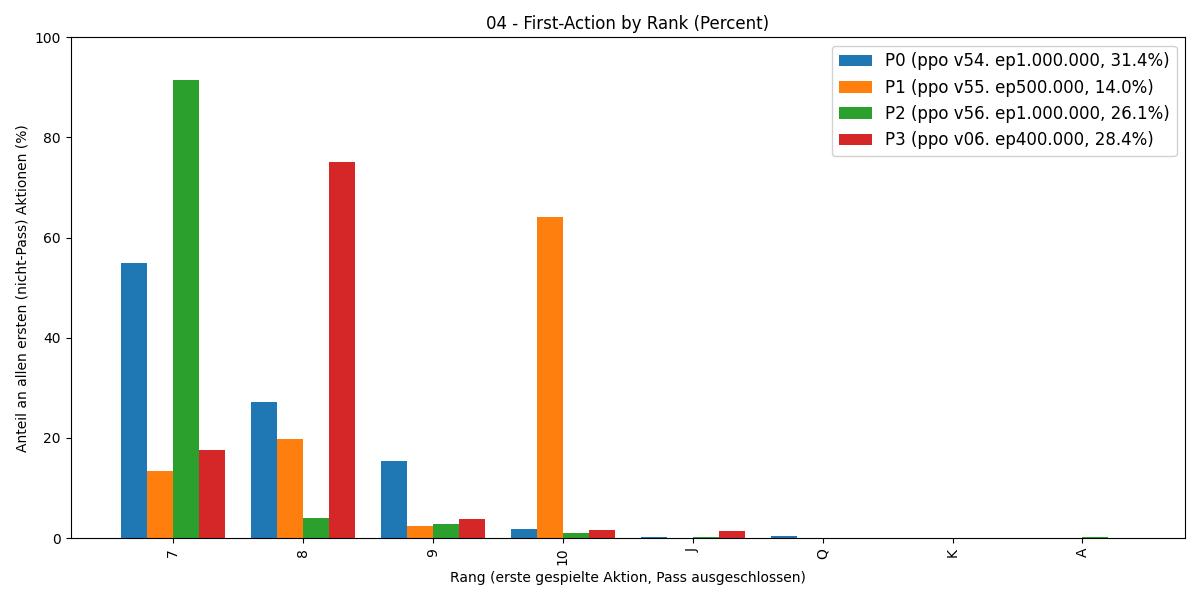 04 - First-Action by Rank (Percent)
P0 (ppo v54. ep1.000.000, 31.4%)
P1 (ppo v55. ep500.000, 14.0%)
P2 (ppo v56. ep1.000.000, 26.1%)
P3 (ppo v06. ep400.000, 28.4%)
Anteil an allen ersten (nicht-Pass) Aktionen (%)
100
80
60
40
20
0
7
8
9
10
J
Q
K
A
Rang (erste gespielte Aktion, Pass ausgeschlossen)